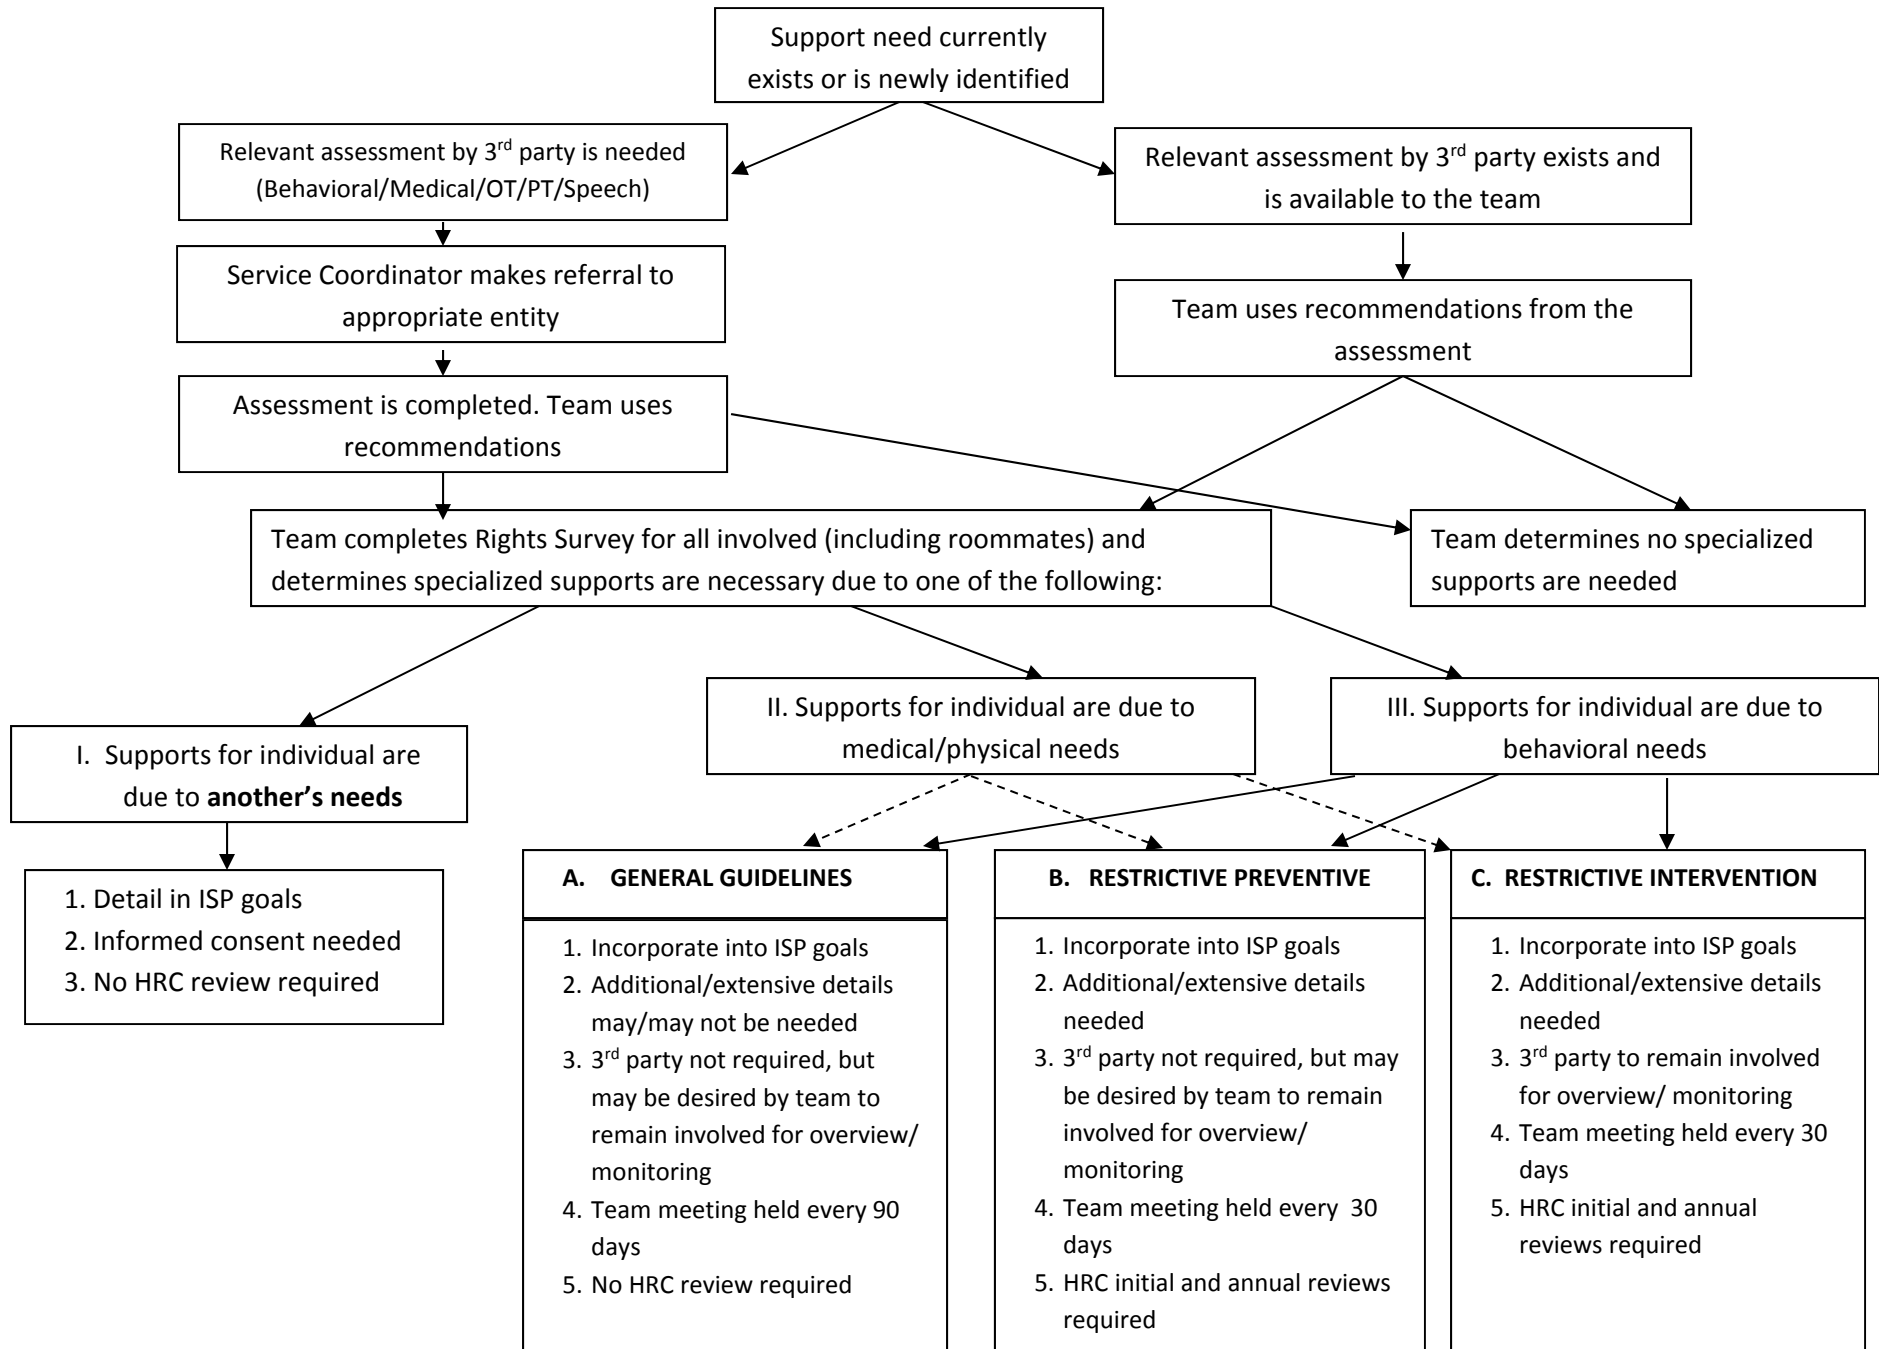 Support need currently
exists or is newly identified
Relevant assessment by 3rd party is needed
(Behavioral/Medical/OT/PT/Speech)
Relevant assessment by 3rd party exists and
is available to the team
Service Coordinator makes referral to
appropriate entity
Team uses recommendations from the
assessment
Assessment is completed. Team uses
recommendations
Team completes Rights Survey for all involved (including roommates) and
determines specialized supports are necessary due to one of the following:
Team determines no specialized
supports are needed
I. Supports for individual are
due to another’s needs
II. Supports for individual are due to
medical/physical needs
III. Supports for individual are due to
behavioral needs
1. Detail in ISP goals
2. Informed consent needed
3. No HRC review required
A. GENERAL GUIDELINES
1. Incorporate into ISP goals
2. Additional/extensive details
may/may not be needed
3. 3rd party not required, but
may be desired by team to
remain involved for overview/
monitoring
4. Team meeting held every 90
days
5. No HRC review required
B. RESTRICTIVE PREVENTIVE
1. Incorporate into ISP goals
2. Additional/extensive details
needed
3. 3rd party not required, but may
be desired by team to remain
involved for overview/
monitoring
4. Team meeting held every 30
days
5. HRC initial and annual reviews
required
C. RESTRICTIVE INTERVENTION
1. Incorporate into ISP goals
2. Additional/extensive details
needed
3. 3rd party to remain involved
for overview/ monitoring
4. Team meeting held every 30
days
5. HRC initial and annual
reviews required